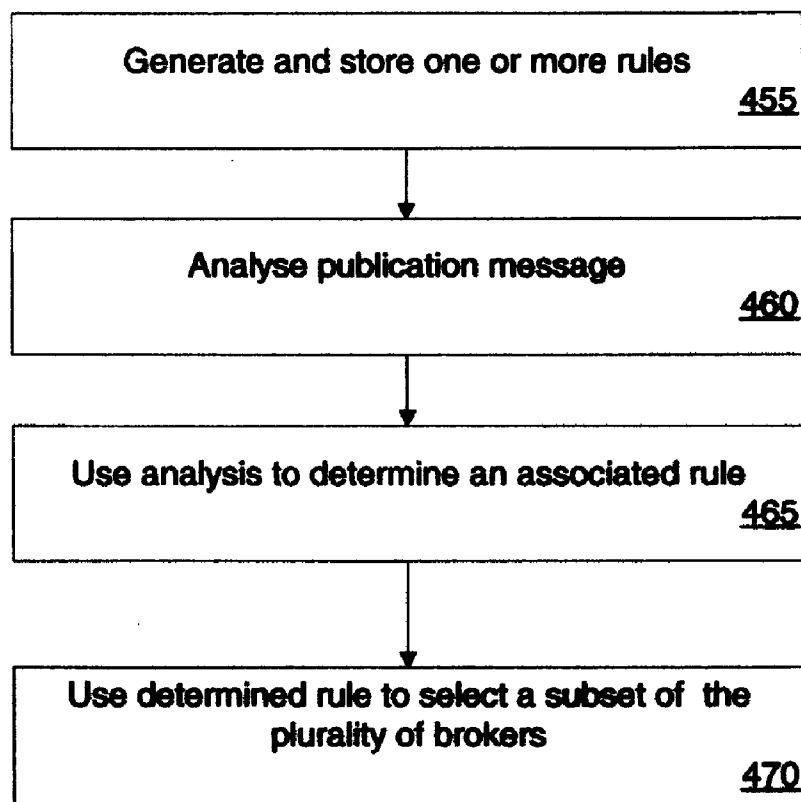 Generate and store one or more rules
455
Analyse publication message
460
Use analysis to determine an associated rule
465
Use determined rule to select a subset of the
plurality of brokers
470